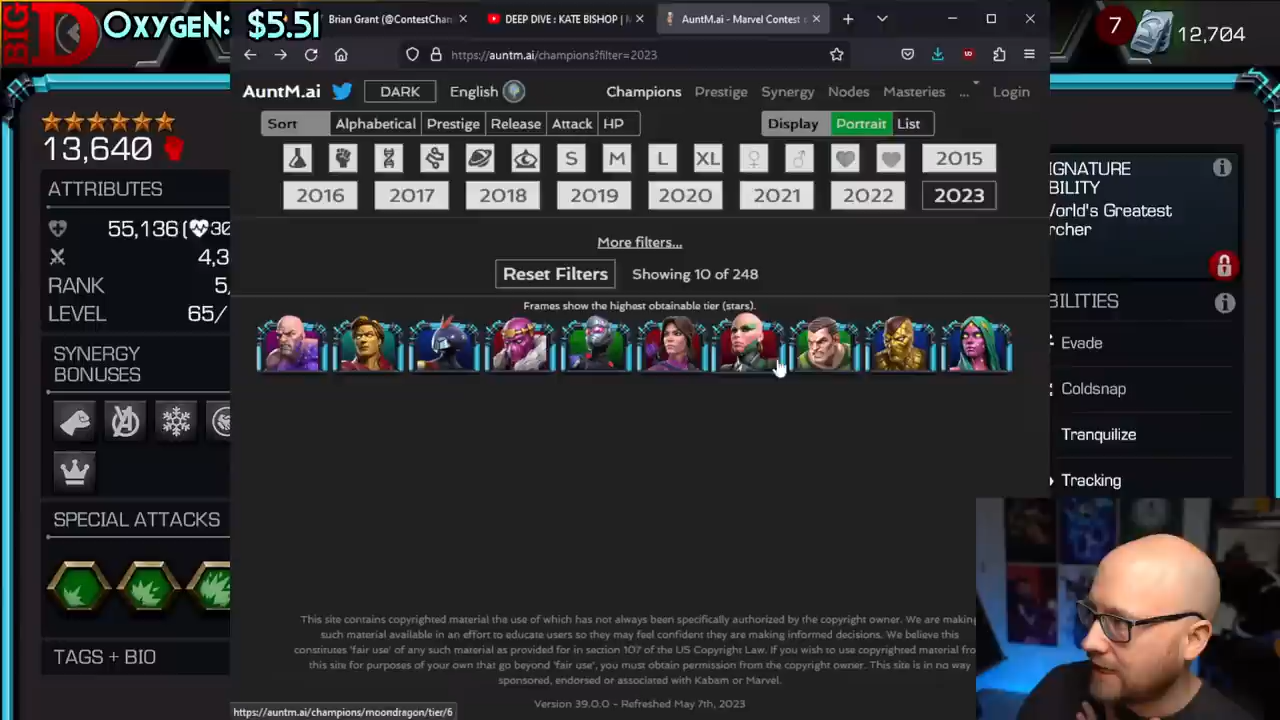 BIG D
OXYGEN: $5.51
Brian Grant (@ContestChan
DEEP DIVE : KATE BISHOP | M
AuntM.ai - Marvel Contest o
7
12,704
https://auntm.ai/champions?filter=2023
AuntM.ai
DARK
English
Champions
Prestige
Synergy
Nodes
Masteries
...
Login
Sort
Alphabetical
Prestige
Release
Attack
HP
Display
Portrait
List
S
M
L
XL
2015
2016
2017
2018
2019
2020
2021
2022
2023
More filters...
Reset Filters
Showing 10 of 248
Frames show the highest obtainable tier (stars).
This site contains copyrighted material the use of which has not always been specifically authorized by the copyright owner. We are making
such material available in an effort to educate users so they may feel confident they are making informed decisions. We believe this
constitutes 'fair use' of any such material as provided for in section 107 of the US Copyright Law. If you wish to use copyrighted material from
this site for purposes of your own that go beyond 'fair use', you must obtain permission from the copyright owner. This site is in no way
sponsored, endorsed or associated with Kabam or Marvel.
Version 39.0.0 - Refreshed May 7th, 2023
https://auntm.ai/champions/moondragon/tier/6
13,640
ATTRIBUTES
55,136 (
30
4,3
RANK
5,
LEVEL
65/
SYNERGY
BONUSES
SPECIAL ATTACKS
TAGS + BIO
GNATURE
BILITY
orld's Greatest
rcher
BILITIES
Evade
Coldsnap
Tranquilize
Tracking